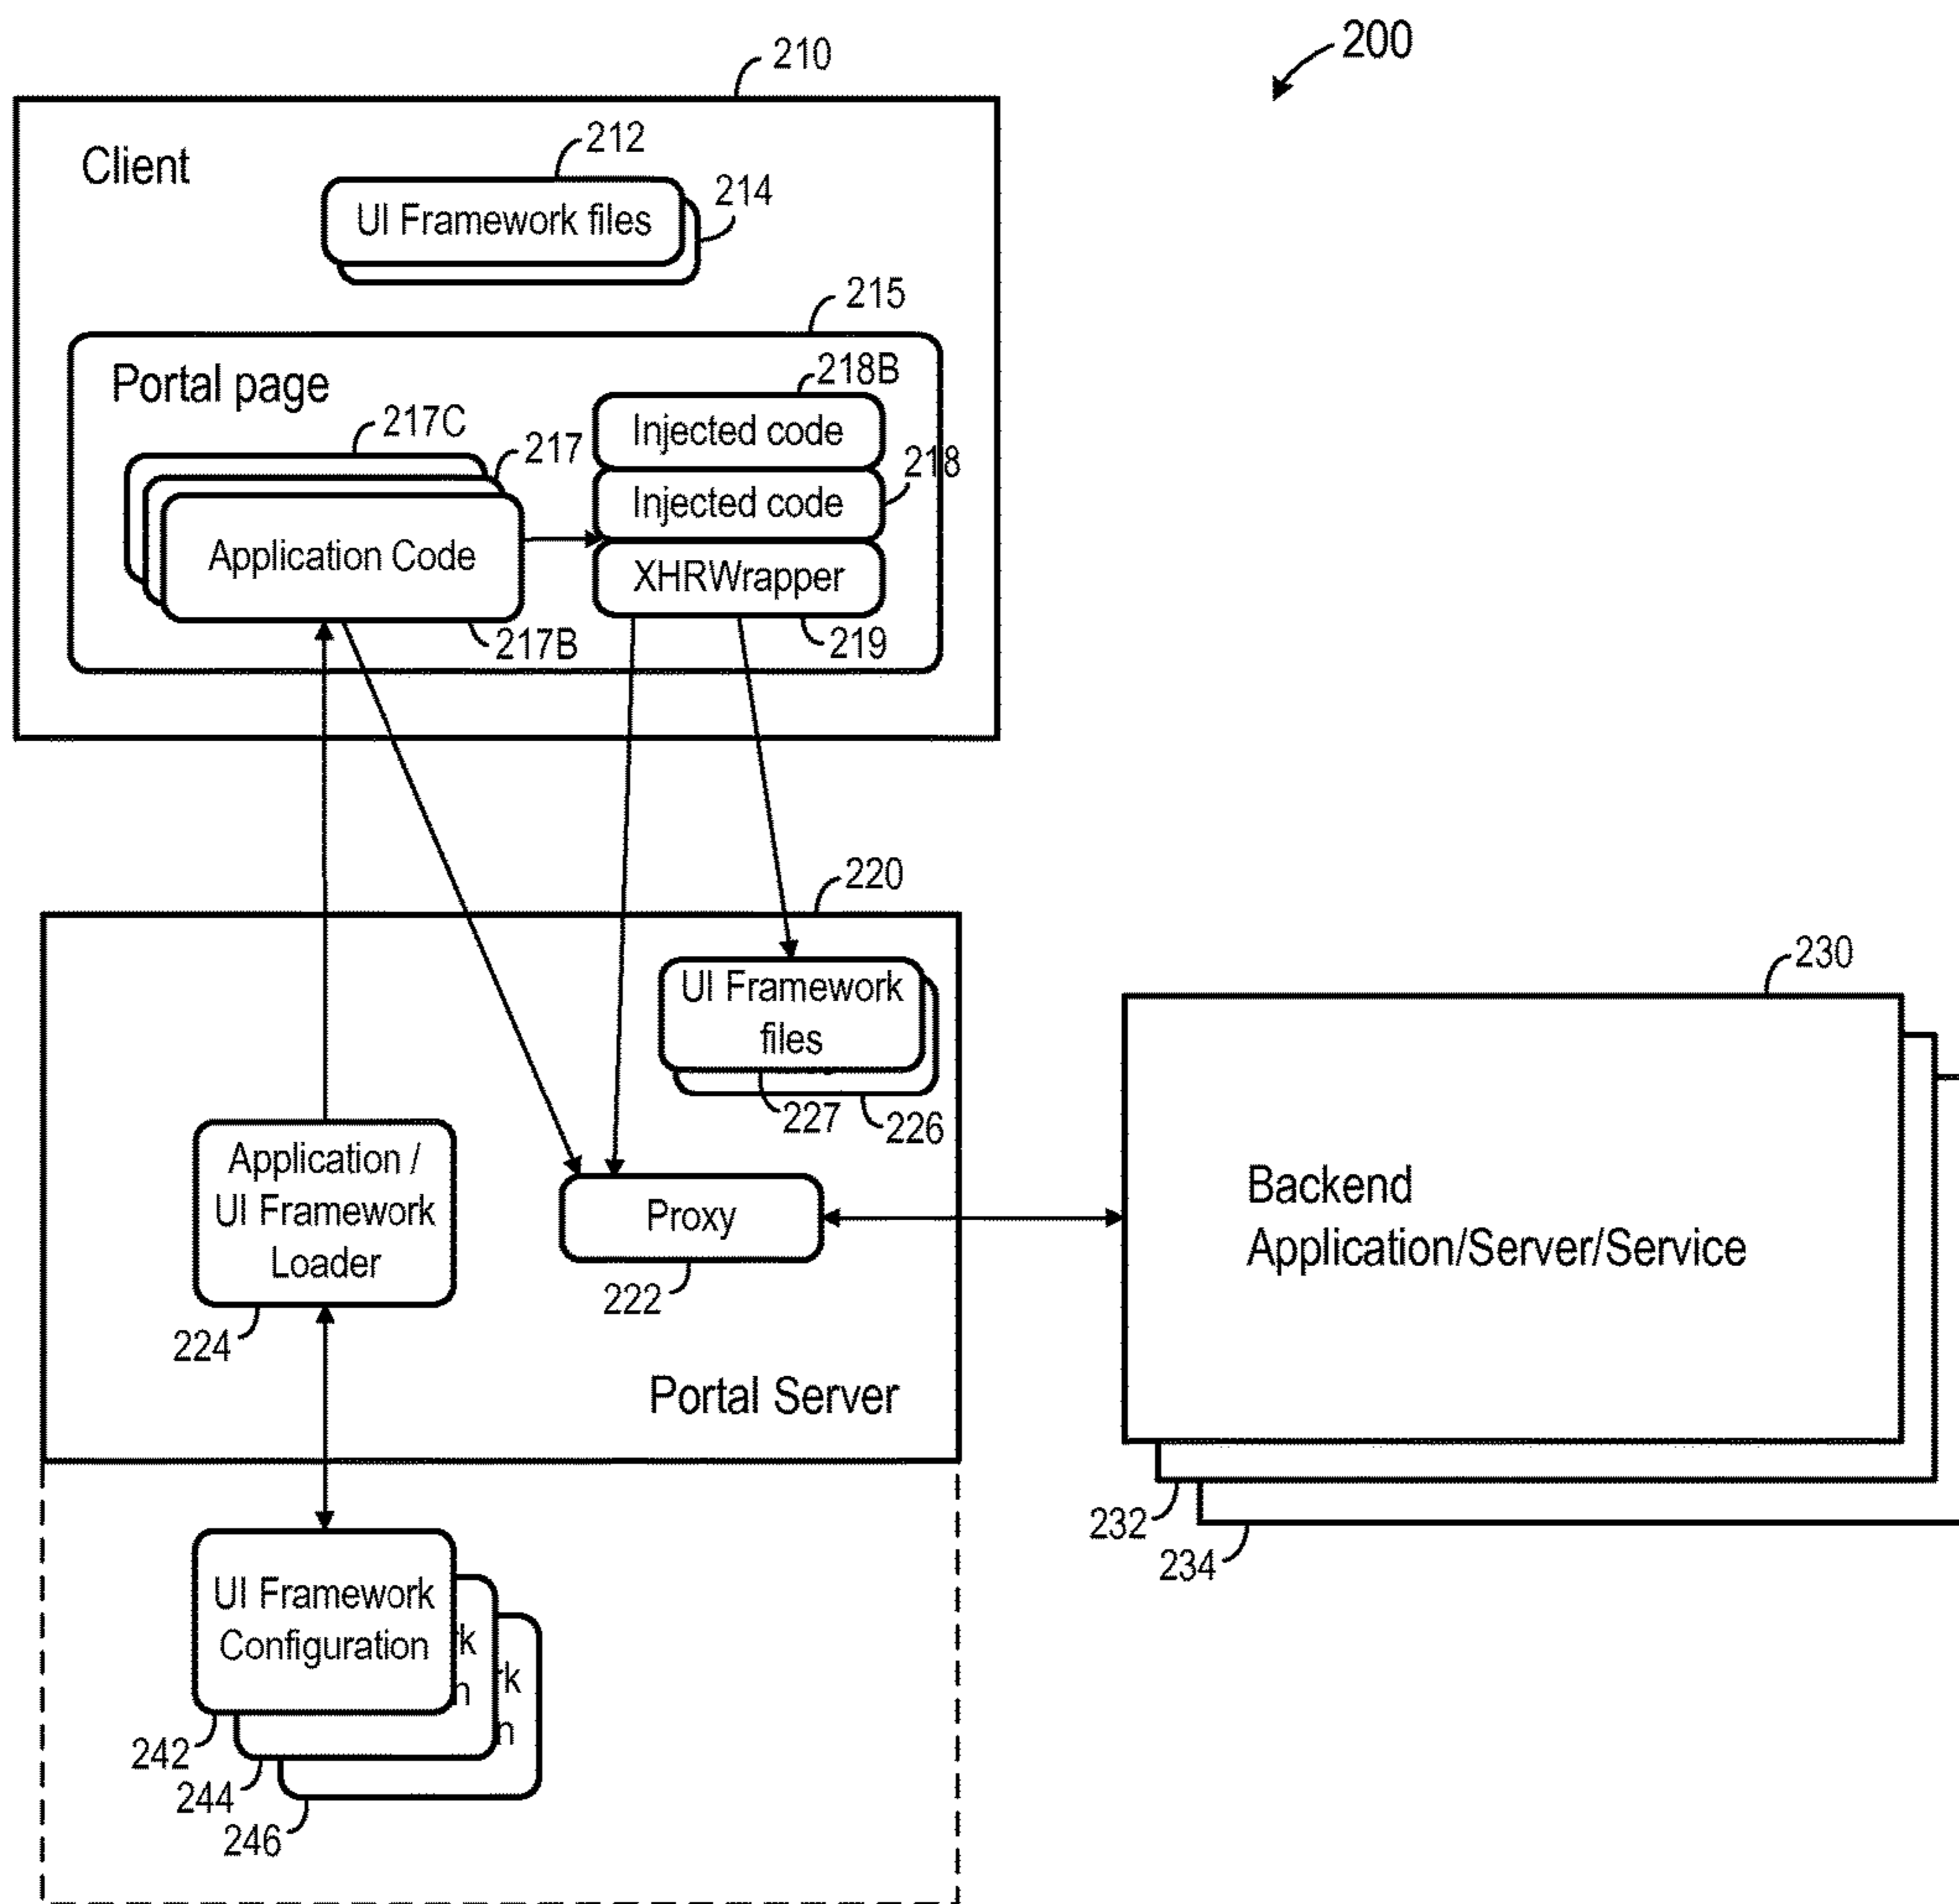 200
210
Client
212
UI Framework files
214
215
Portal page
218B
Injected code
217C
217
218
Injected code
Application Code
XHRWrapper
217B
219
220
UI Framework
files
227
226
230
Application /
UI Framework
Loader
224
Proxy
222
Portal Server
Backend
Application/Server/Service
232
234
UI Framework
Configuration
k
n
k
n
242
244
246